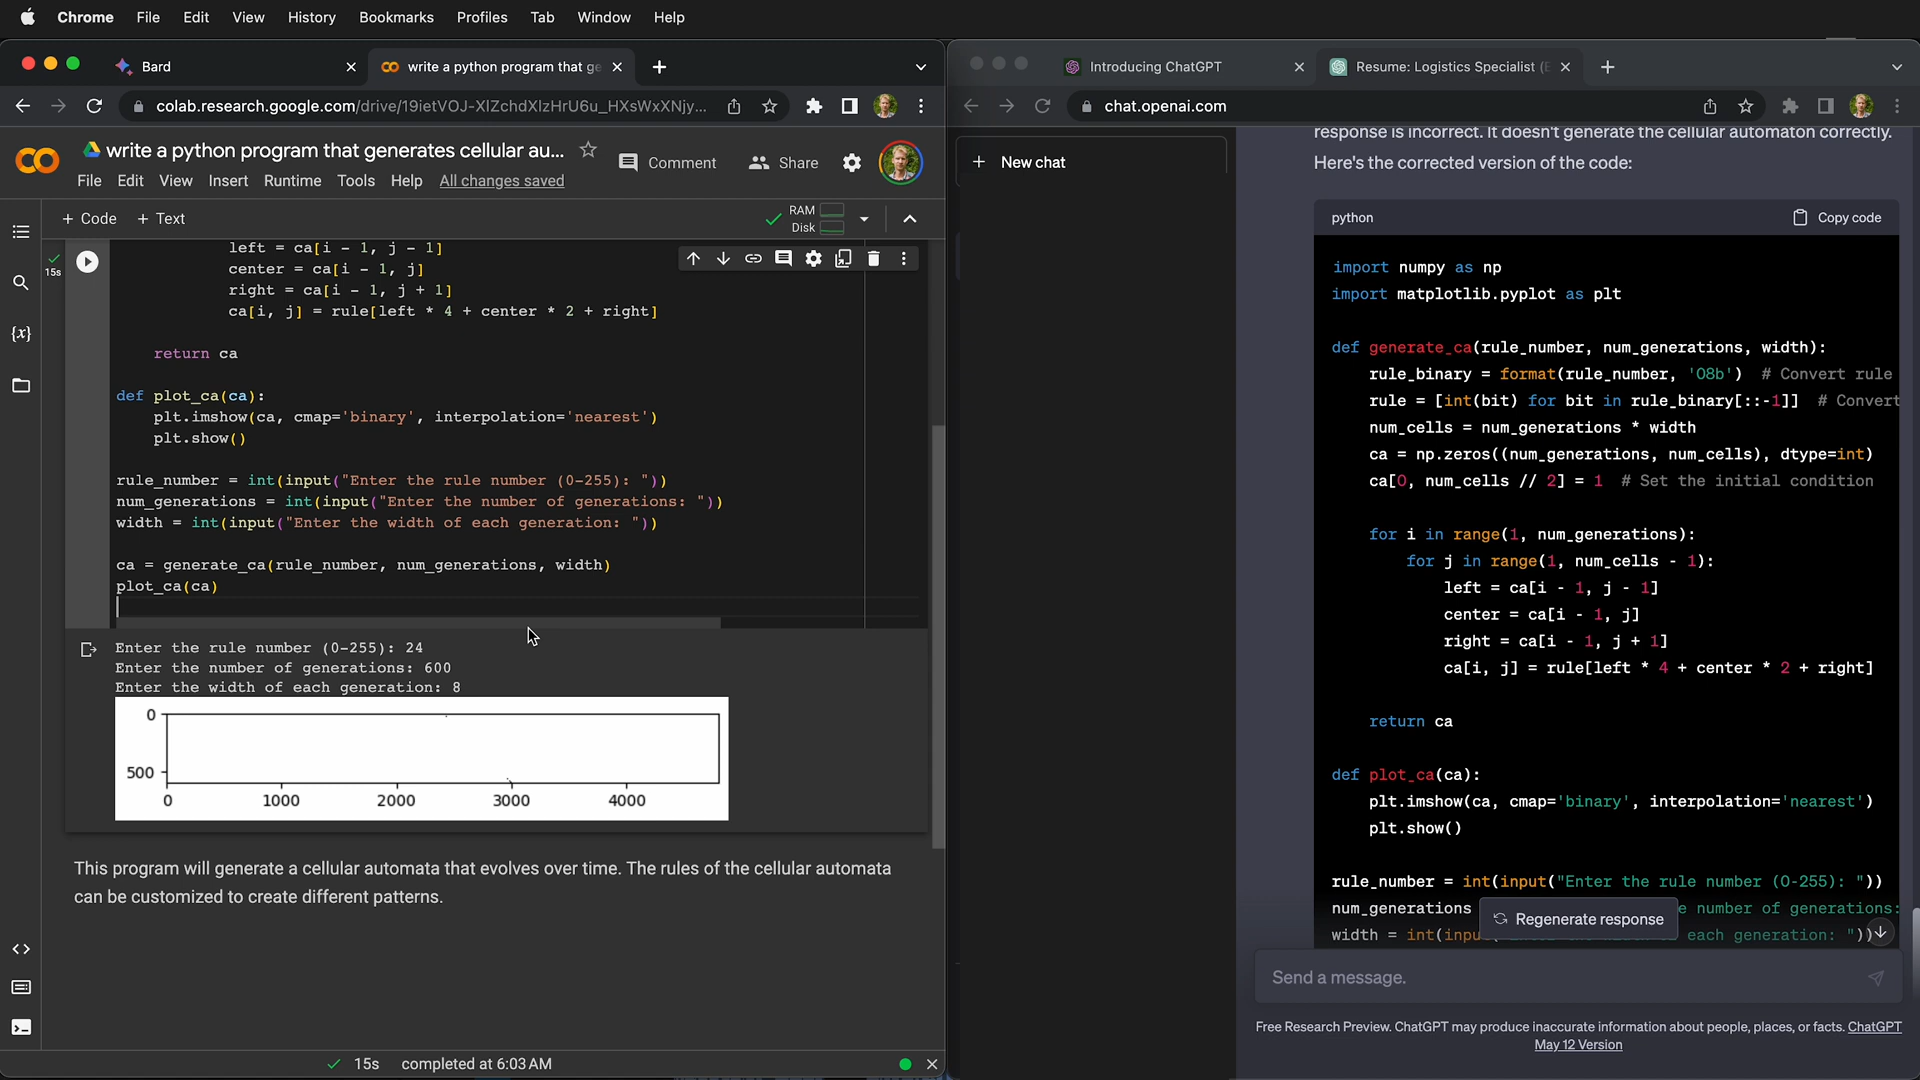 Chrome File Edit View History Bookmarks Profiles Tab Window Help
Bard
write a python program that ge
colab.research.google.com/drive/19ietVOJ-XIZchdXIzHrU6u_HXsWxXNjy...
write a python program that generates cellular au...
Comment
Share
File Edit View Insert Runtime Tools Help All changes saved
+ Code + Text
RAM
Disk
15s
left = ca[i - 1, j - 1]
center = ca[i - 1, j]
right = ca[i - 1, j + 1]
ca[i, j] = rule[left * 4 + center * 2 + right]
return ca
def plot_ca(ca):
plt.imshow(ca, cmap='binary', interpolation='nearest')
plt.show()
rule_number = int(input("Enter the rule number (0-255): "))
num_generations = int(input("Enter the number of generations: "))
width = int(input("Enter the width of each generation: "))
ca = generate_ca(rule_number, num_generations, width)
plot_ca(ca)
Enter the rule number (0-255): 24
Enter the number of generations: 600
Enter the width of each generation: 8
0
500
0 1000 2000 3000 4000
This program will generate a cellular automata that evolves over time. The rules of the cellular automata
can be customized to create different patterns.
15s completed at 6:03 AM
Introducing ChatGPT
Resume: Logistics Specialist
chat.openai.com
+ New chat
response is incorrect. It doesn't generate the cellular automaton correctly.
Here's the corrected version of the code:
python
Copy code
import numpy as np
import matplotlib.pyplot as plt
def generate_ca(rule_number, num_generations, width):
rule_binary = format(rule_number, '08b') # Convert rule
rule = [int(bit) for bit in rule_binary[::-1]] # Convert
num_cells = num_generations * width
ca = np.zeros((num_generations, num_cells), dtype=int)
ca[0, num_cells // 2] = 1 # Set the initial condition
for i in range(1, num_generations):
for j in range(1, num_cells - 1):
left = ca[i - 1, j - 1]
center = ca[i - 1, j]
right = ca[i - 1, j + 1]
ca[i, j] = rule[left * 4 + center * 2 + right]
return ca
def plot_ca(ca):
plt.imshow(ca, cmap='binary', interpolation='nearest')
plt.show()
rule_number = int(input("Enter the rule number (0-255): "))
num_generations e number of generations:
width = int(inpu each generation: "))
Regenerate response
Send a message.
Free Research Preview. ChatGPT may produce inaccurate information about people, places, or facts. ChatGPT
May 12 Version